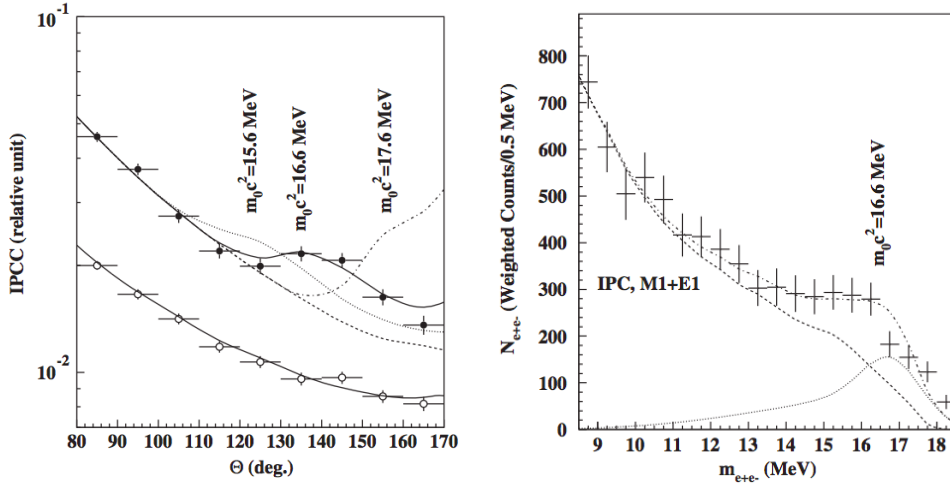 10⁻¹
10⁻²
IPCC (relative unit)
m₀c²=15.6 MeV
m₀c²=16.6 MeV
m₀c²=17.6 MeV
80 90 100 110 120 130 140 150 160 170
Θ (deg.)
800
700
600
500
400
300
200
100
0
N e+e- (Weighted Counts/0.5 MeV)
m₀c²=16.6 MeV
IPC, M1+E1
9 10 11 12 13 14 15 16 17 18
m e+e- (MeV)